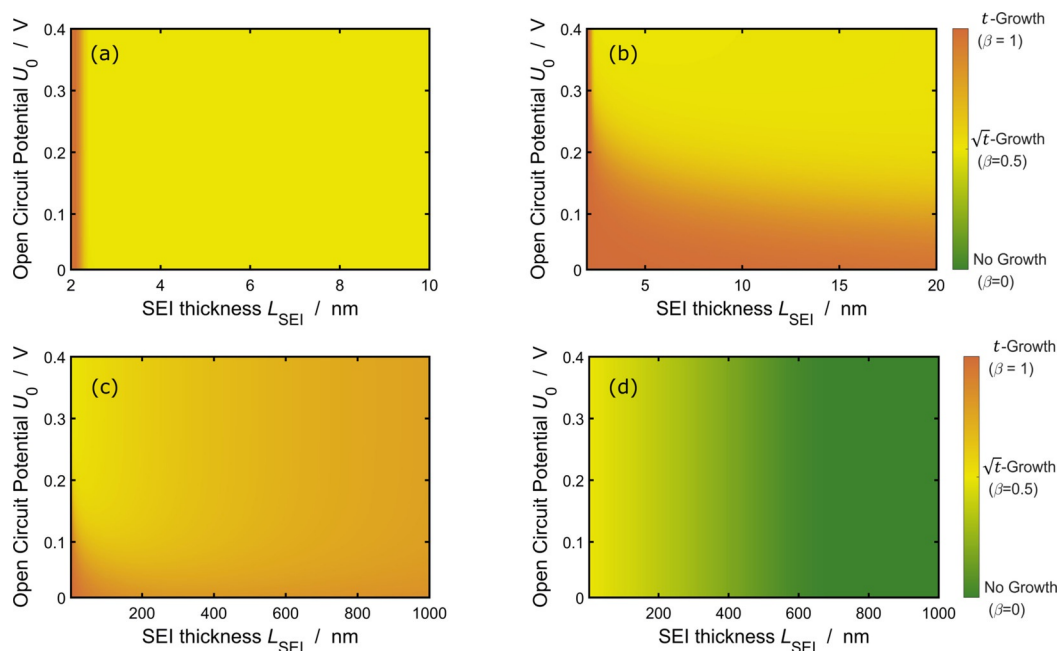 Open Circuit Potential U₀ / V
0.4
0.3
0.2
0.1
0
(a)
2
4
6
8
10
SEI thickness L_SEI / nm
Open Circuit Potential U₀ / V
0.4
0.3
0.2
0.1
0
(b)
5
10
15
20
SEI thickness L_SEI / nm
t-Growth
(β = 1)
√t-Growth
(β=0.5)
No Growth
(β=0)
Open Circuit Potential U₀ / V
0.4
0.3
0.2
0.1
0
(c)
200
400
600
800
1000
SEI thickness L_SEI / nm
Open Circuit Potential U₀ / V
0.4
0.3
0.2
0.1
0
(d)
200
400
600
800
1000
SEI thickness L_SEI / nm
t-Growth
(β = 1)
√t-Growth
(β=0.5)
No Growth
(β=0)